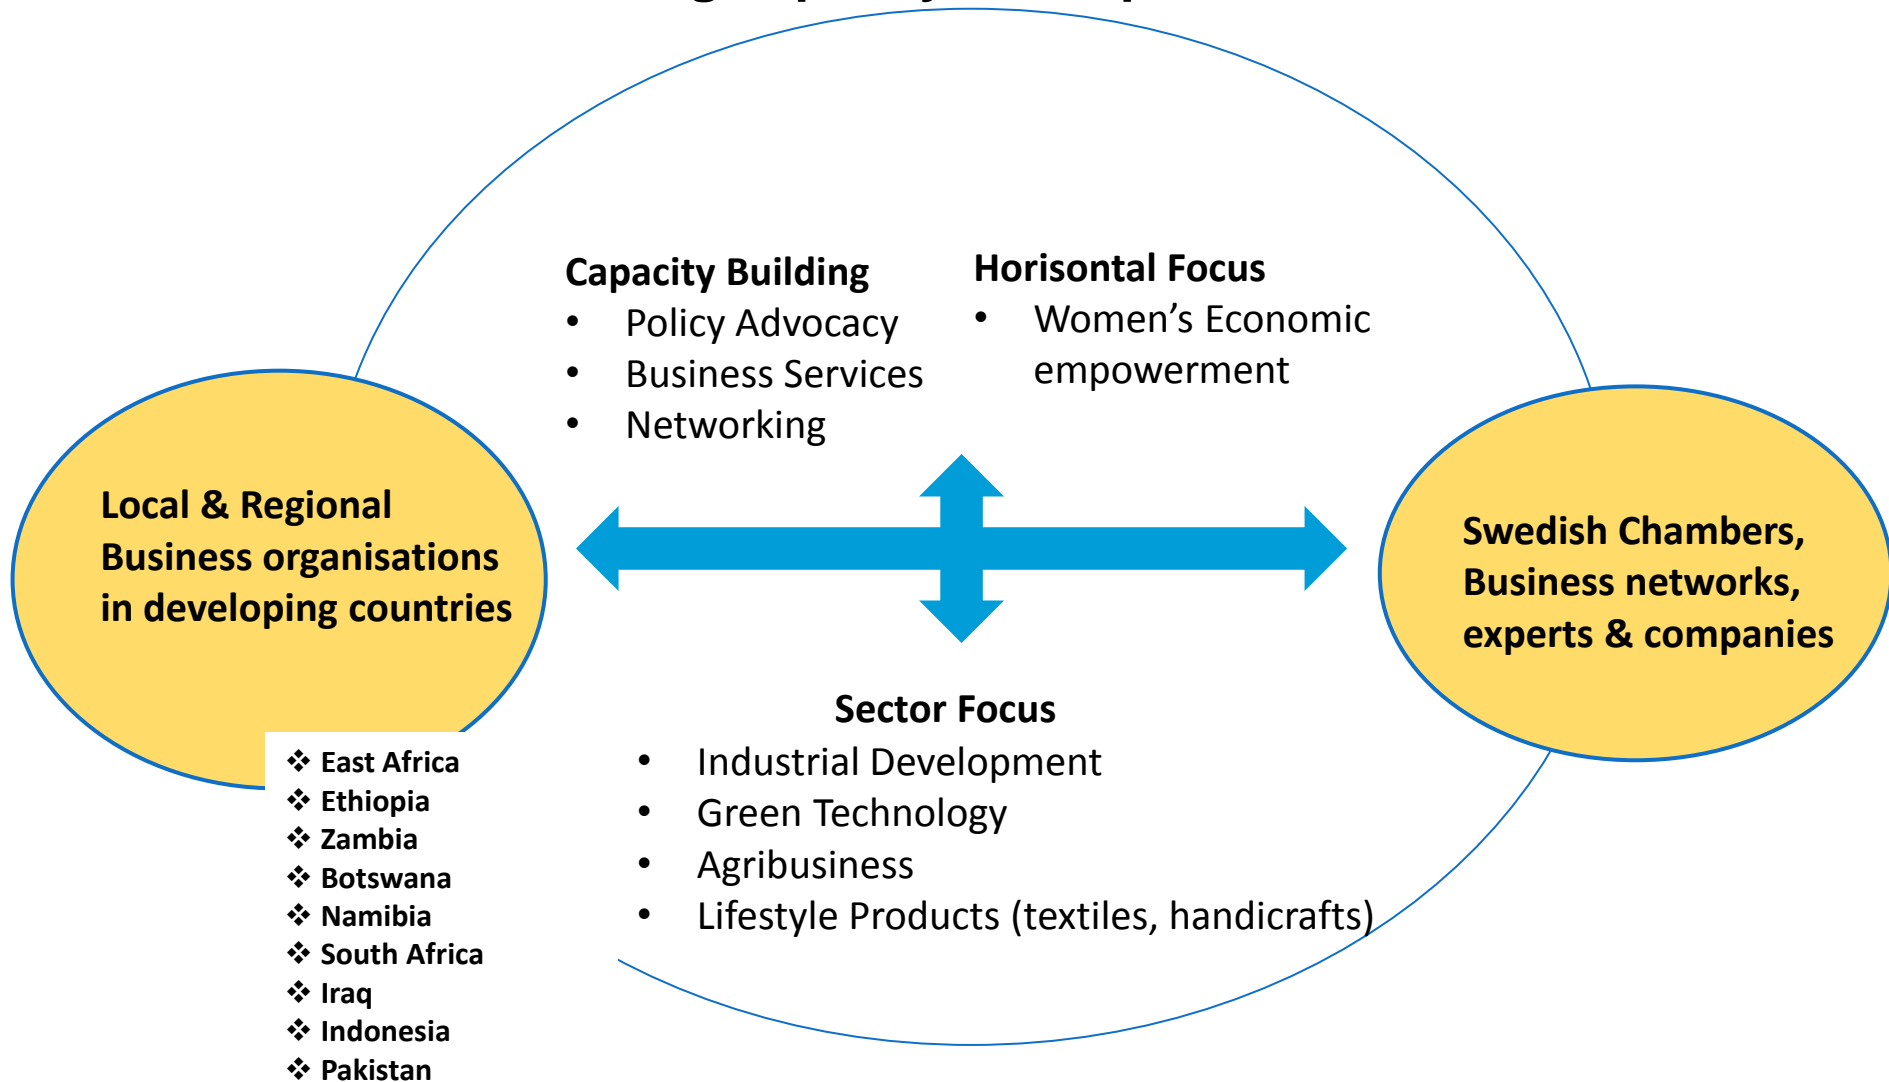 Capacity Building
• Policy Advocacy
• Business Services
• Networking
Horisontal Focus
• Women’s Economic
empowerment
Local & Regional
Business organisations
in developing countries
Swedish Chambers,
Business networks,
experts & companies
Sector Focus
• Industrial Development
• Green Technology
• Agribusiness
• Lifestyle Products (textiles, handicrafts)
❖ East Africa
❖ Ethiopia
❖ Zambia
❖ Botswana
❖ Namibia
❖ South Africa
❖ Iraq
❖ Indonesia
❖ Pakistan